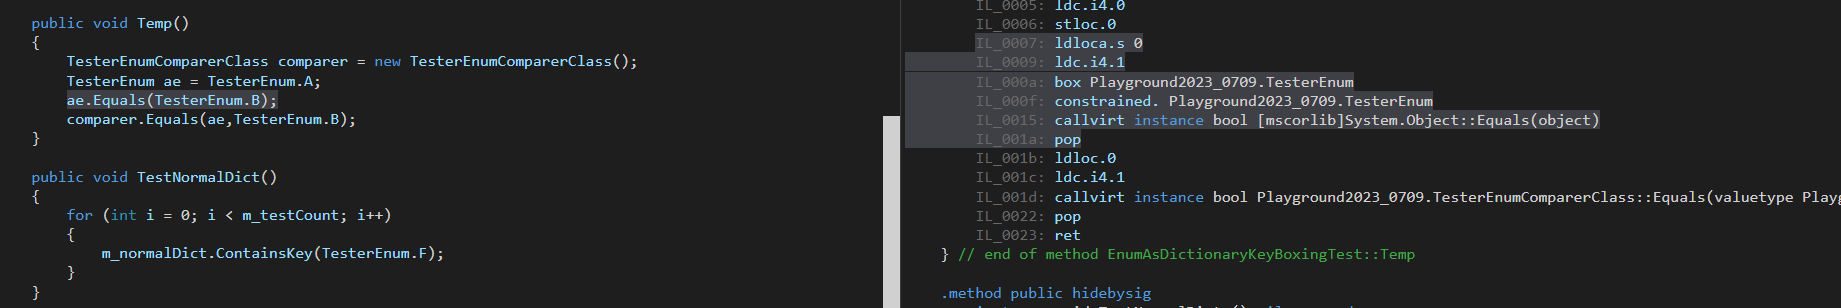 public void Temp()
{
TesterEnumComparerClass comparer = new TesterEnumComparerClass();
TesterEnum ae = TesterEnum.A;
ae.Equals(TesterEnum.B);
comparer.Equals(ae,TesterEnum.B);
}
public void TestNormalDict()
{
for (int i = 0; i < m_testCount; i++)
{
m_normalDict.ContainsKey(TesterEnum.F);
}
}
IL_0005: ldc.i4.0
IL_0006: stloc.0
IL_0007: ldloca.s 0
IL_0009: ldc.i4.1
IL_000a: box Playground2023_0709.TesterEnum
IL_000f: constrained. Playground2023_0709.TesterEnum
IL_0015: callvirt instance bool [mscorlib]System.Object::Equals(object)
IL_001a: pop
IL_001b: ldloc.0
IL_001c: ldc.i4.1
IL_001d: callvirt instance bool Playground2023_0709.TesterEnumComparerClass::Equals(valuetype Playg
IL_0022: pop
IL_0023: ret
} // end of method EnumAsDictionaryKeyBoxingTest::Temp
.method public hidebysig